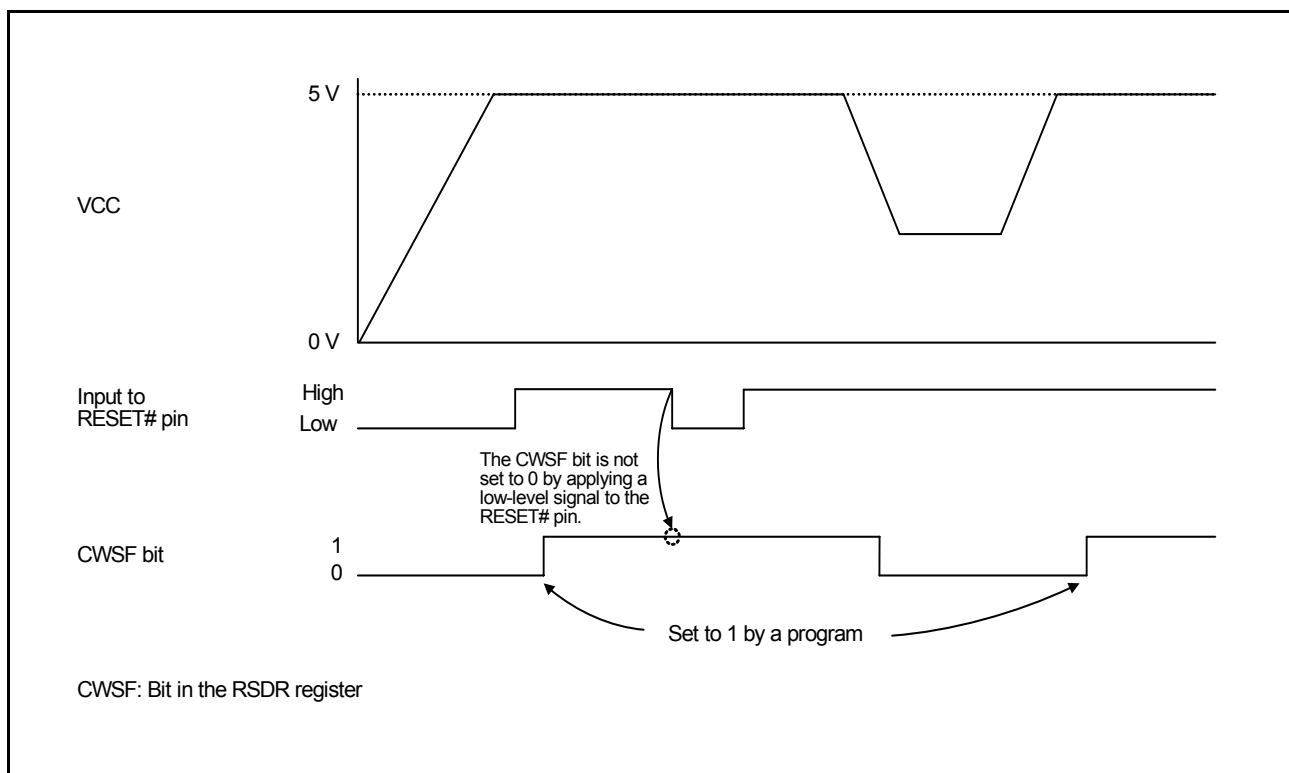 5 V
VCC
0 V
Input to
RESET# pin
High
Low
The CWSF bit is not
set to 0 by applying a
low-level signal to the
RESET# pin.
CWSF bit
1
0
Set to 1 by a program
CWSF: Bit in the RSDR register